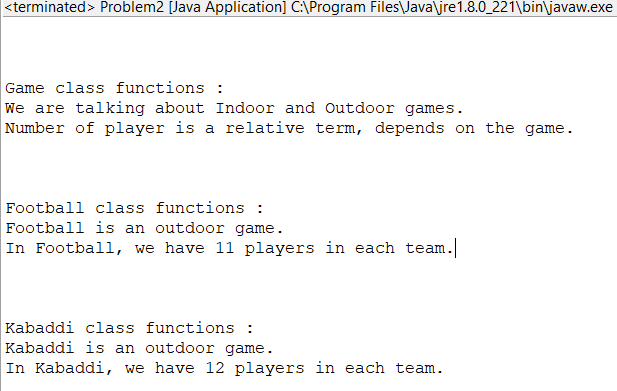 <terminated> Problem2 [Java Application] C:\Program Files\Java\jre1.8.0_221\bin\javaw.exe
Game class functions :
We are talking about Indoor and Outdoor games.
Number of player is a relative term, depends on the game.
Football class functions :
Football is an outdoor game.
In Football, we have 11 players in each team.
Kabaddi class functions :
Kabaddi is an outdoor game.
In Kabaddi, we have 12 players in each team.